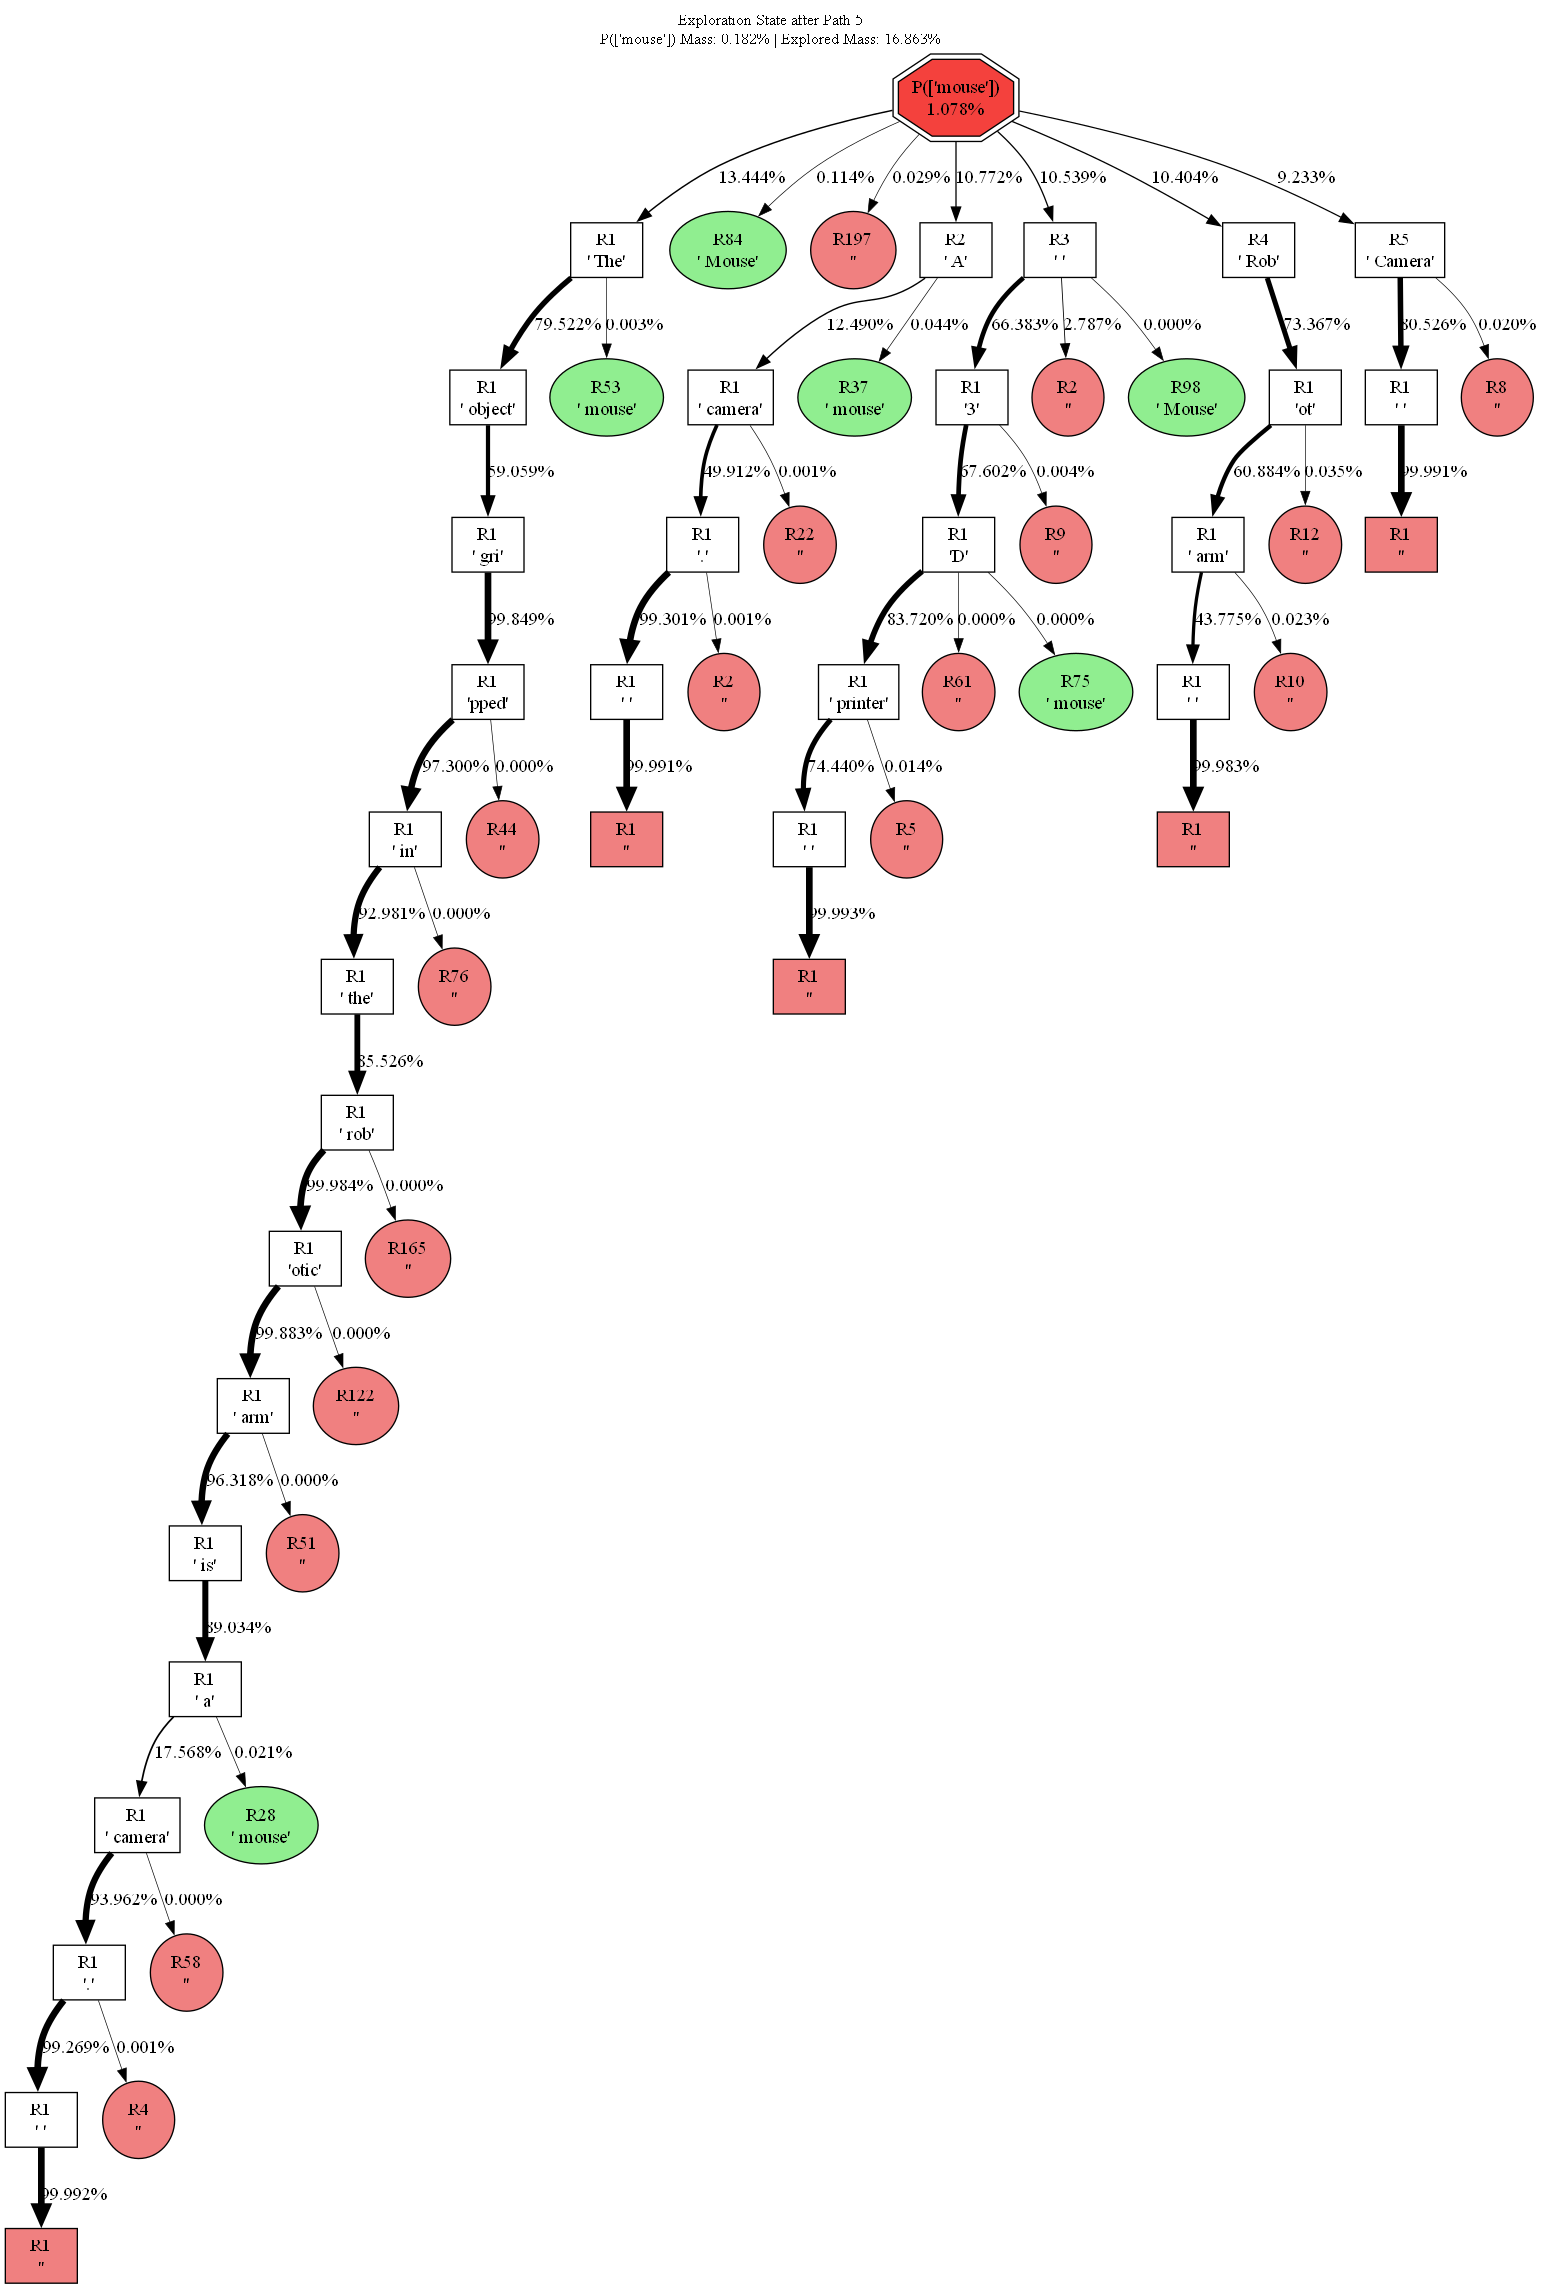 Exploration State after Path 5
P(['mouse']) Mass: 0.182% | Explored Mass: 16.863%
P(['mouse'])
1.078%
13.444%
0.114%
0.029%
10.772%
10.539%
10.404%
9.233%
R1
' The'
R84
' Mouse'
R197
''
R2
' A'
R3
' '
R4
' Rob'
R5
' Camera'
79.522%
0.003%
12.490%
0.044%
66.383%
2.787%
0.000%
73.367%
80.526%
0.020%
R1
' object'
R53
' mouse'
R1
' camera'
R37
' mouse'
R1
'3'
R2
''
R98
' Mouse'
R1
'ot'
R1
' '
R8
''
59.059%
49.912%
0.001%
67.602%
0.004%
60.884%
0.035%
99.991%
R1
' gri'
R1
'.'
R22
''
R1
'D'
R9
''
R1
' arm'
R12
''
R1
''
99.849%
99.301%
0.001%
83.720%
0.000%
0.000%
43.775%
0.023%
R1
'pped'
R1
' '
R2
''
R1
' printer'
R61
''
R75
' mouse'
R1
' '
R10
''
97.300%
0.000%
99.991%
74.440%
0.014%
99.983%
R1
' in'
R44
''
R1
''
R1
' '
R5
''
R1
''
92.981%
0.000%
99.993%
R1
' the'
R76
''
R1
''
85.526%
R1
' rob'
99.984%
0.000%
R1
'otic'
R165
''
99.883%
0.000%
R1
' arm'
R122
''
96.318%
0.000%
R1
' is'
R51
''
89.034%
R1
' a'
17.568%
0.021%
R1
' camera'
R28
' mouse'
93.962%
0.000%
R1
'.'
R58
''
99.269%
0.001%
R1
' '
R4
''
99.992%
R1
''